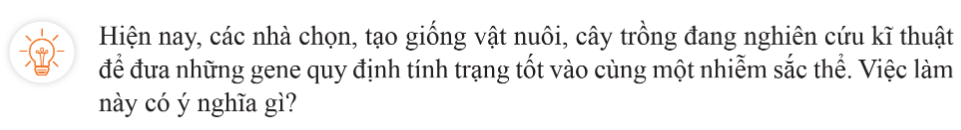 Hiện nay, các nhà chọn, tạo giống vật nuôi, cây trồng đang nghiên cứu kĩ thuật
để đưa những gene quy định tính trạng tốt vào cùng một nhiễm sắc thể. Việc làm
này có ý nghĩa gì?